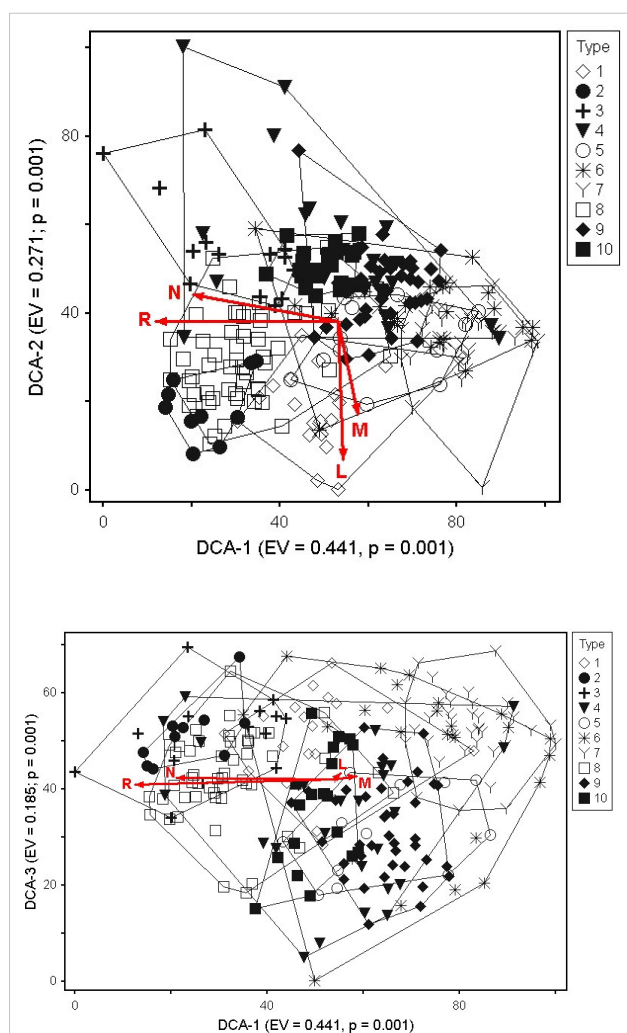 Type
1
2
3
4
5
6
7
8
9
10
80
40
0
DCA-2 (EV = 0.271; p = 0.001)
N
R
M
L
0 40 80
DCA-1 (EV = 0.441, p = 0.001)
Type
1
2
3
4
5
6
7
8
9
10
60
40
20
0
DCA-3 (EV = 0.185; p = 0.001)
N
R
L
M
0 40 80
DCA-1 (EV = 0.441, p = 0.001)